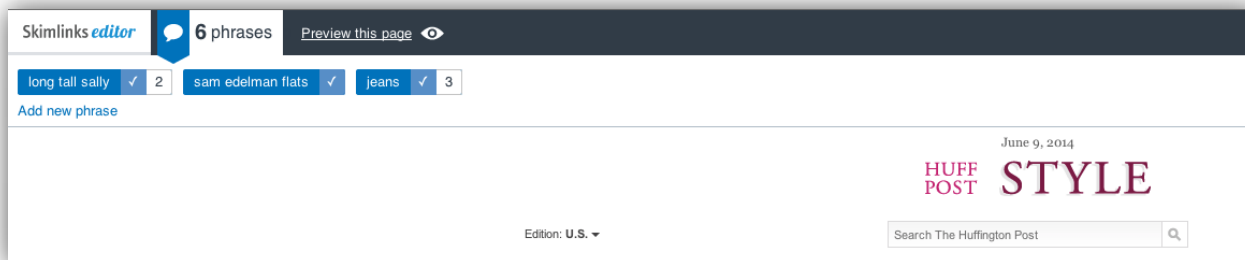 Skimlinks editor 6 phrases Preview this page
long tall sally ✓ 2 sam edelman flats ✓ jeans ✓ 3
Add new phrase
June 9, 2014
HUFF POST STYLE
Edition: U.S. Search The Huffington Post